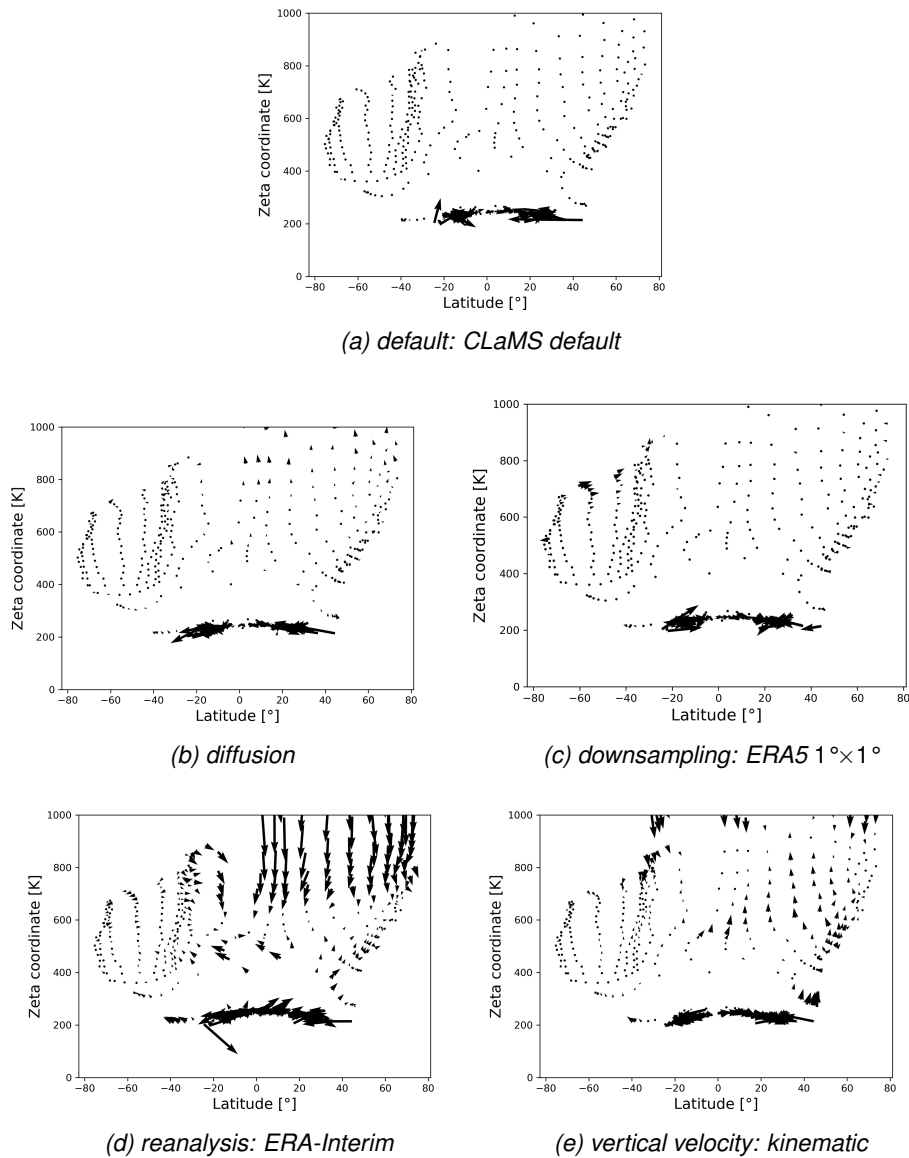 1000
800
600
400
200
0
Zeta coordinate [K]
−80 −60 −40 −20 0 20 40 60 80
Latitude [°]
(a) default: CLaMS default
1000
800
600
400
200
0
Zeta coordinate [K]
−80 −60 −40 −20 0 20 40 60 80
Latitude [°]
(b) diffusion
1000
800
600
400
200
0
Zeta coordinate [K]
−80 −60 −40 −20 0 20 40 60 80
Latitude [°]
(c) downsampling: ERA5 1°×1°
1000
800
600
400
200
0
Zeta coordinate [K]
−80 −60 −40 −20 0 20 40 60 80
Latitude [°]
(d) reanalysis: ERA-Interim
1000
800
600
400
200
0
Zeta coordinate [K]
−80 −60 −40 −20 0 20 40 60 80
Latitude [°]
(e) vertical velocity: kinematic